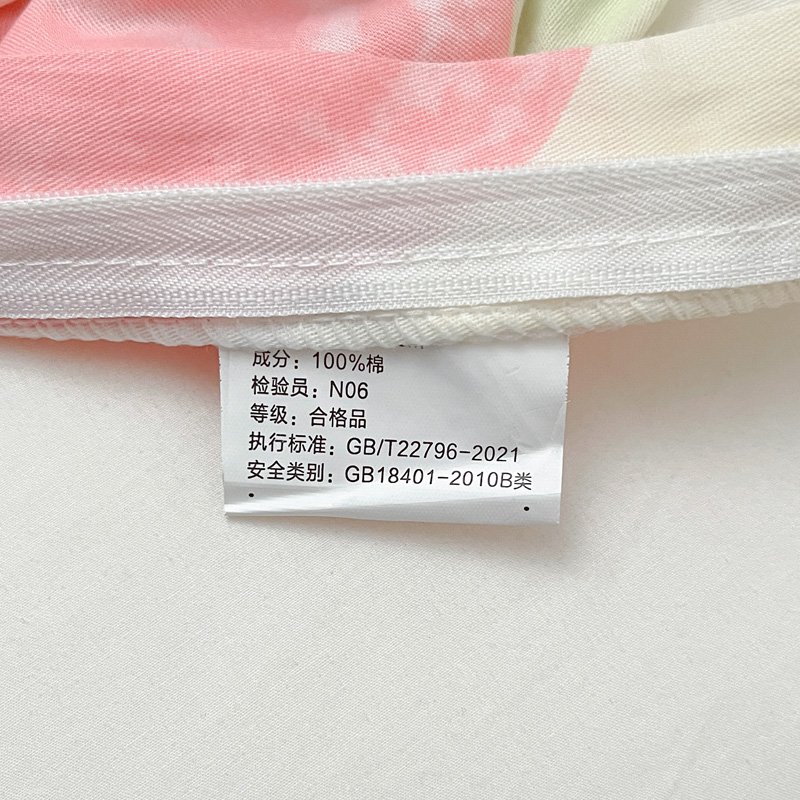 成分：100%棉
检验员：N06
等级：合格品
执行标准：GB/T22796-2021
安全类别：GB18401-2010B类